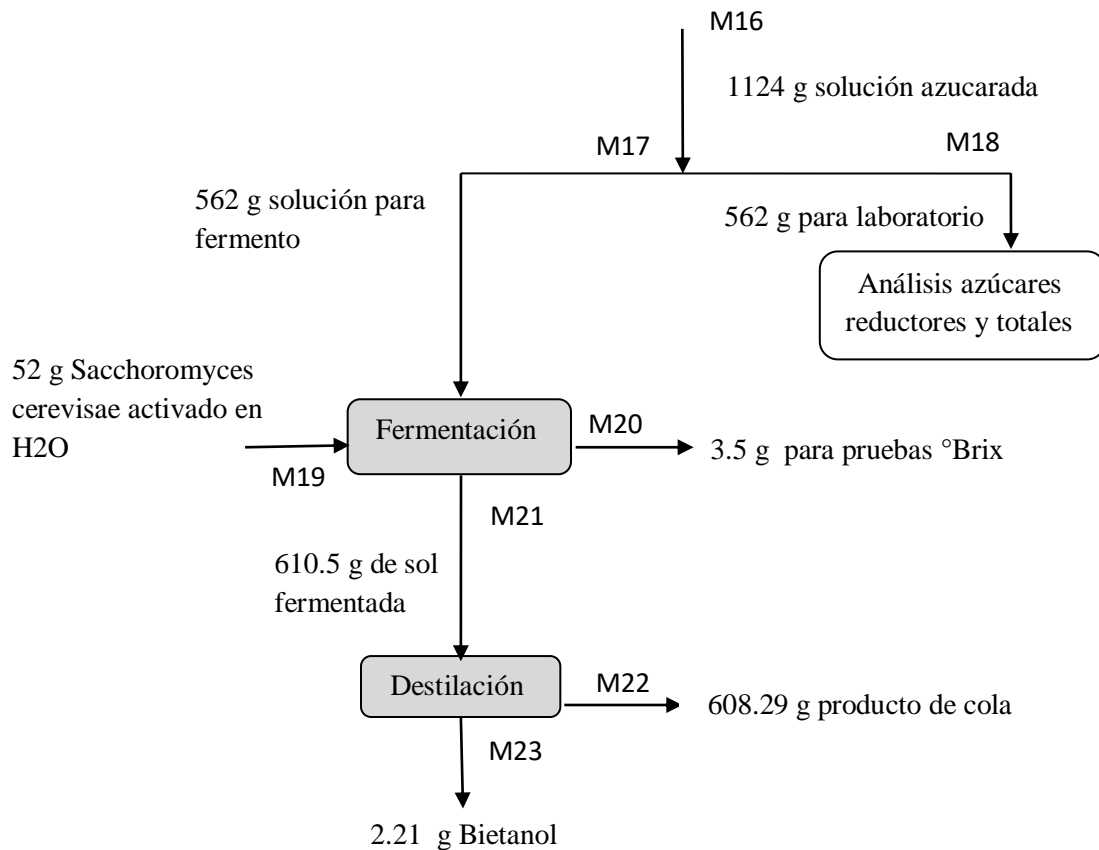 M16
1124 g solución azucarada
M17
M18
562 g solución para
fermento
562 g para laboratorio
Análisis azúcares
reductores y totales
52 g Sacchoromyces
cerevisae activado en
H2O
M19
Fermentación
M20
3.5 g  para pruebas °Brix
M21
610.5 g de sol
fermentada
Destilación
M22
608.29 g producto de cola
M23
2.21  g Bietanol